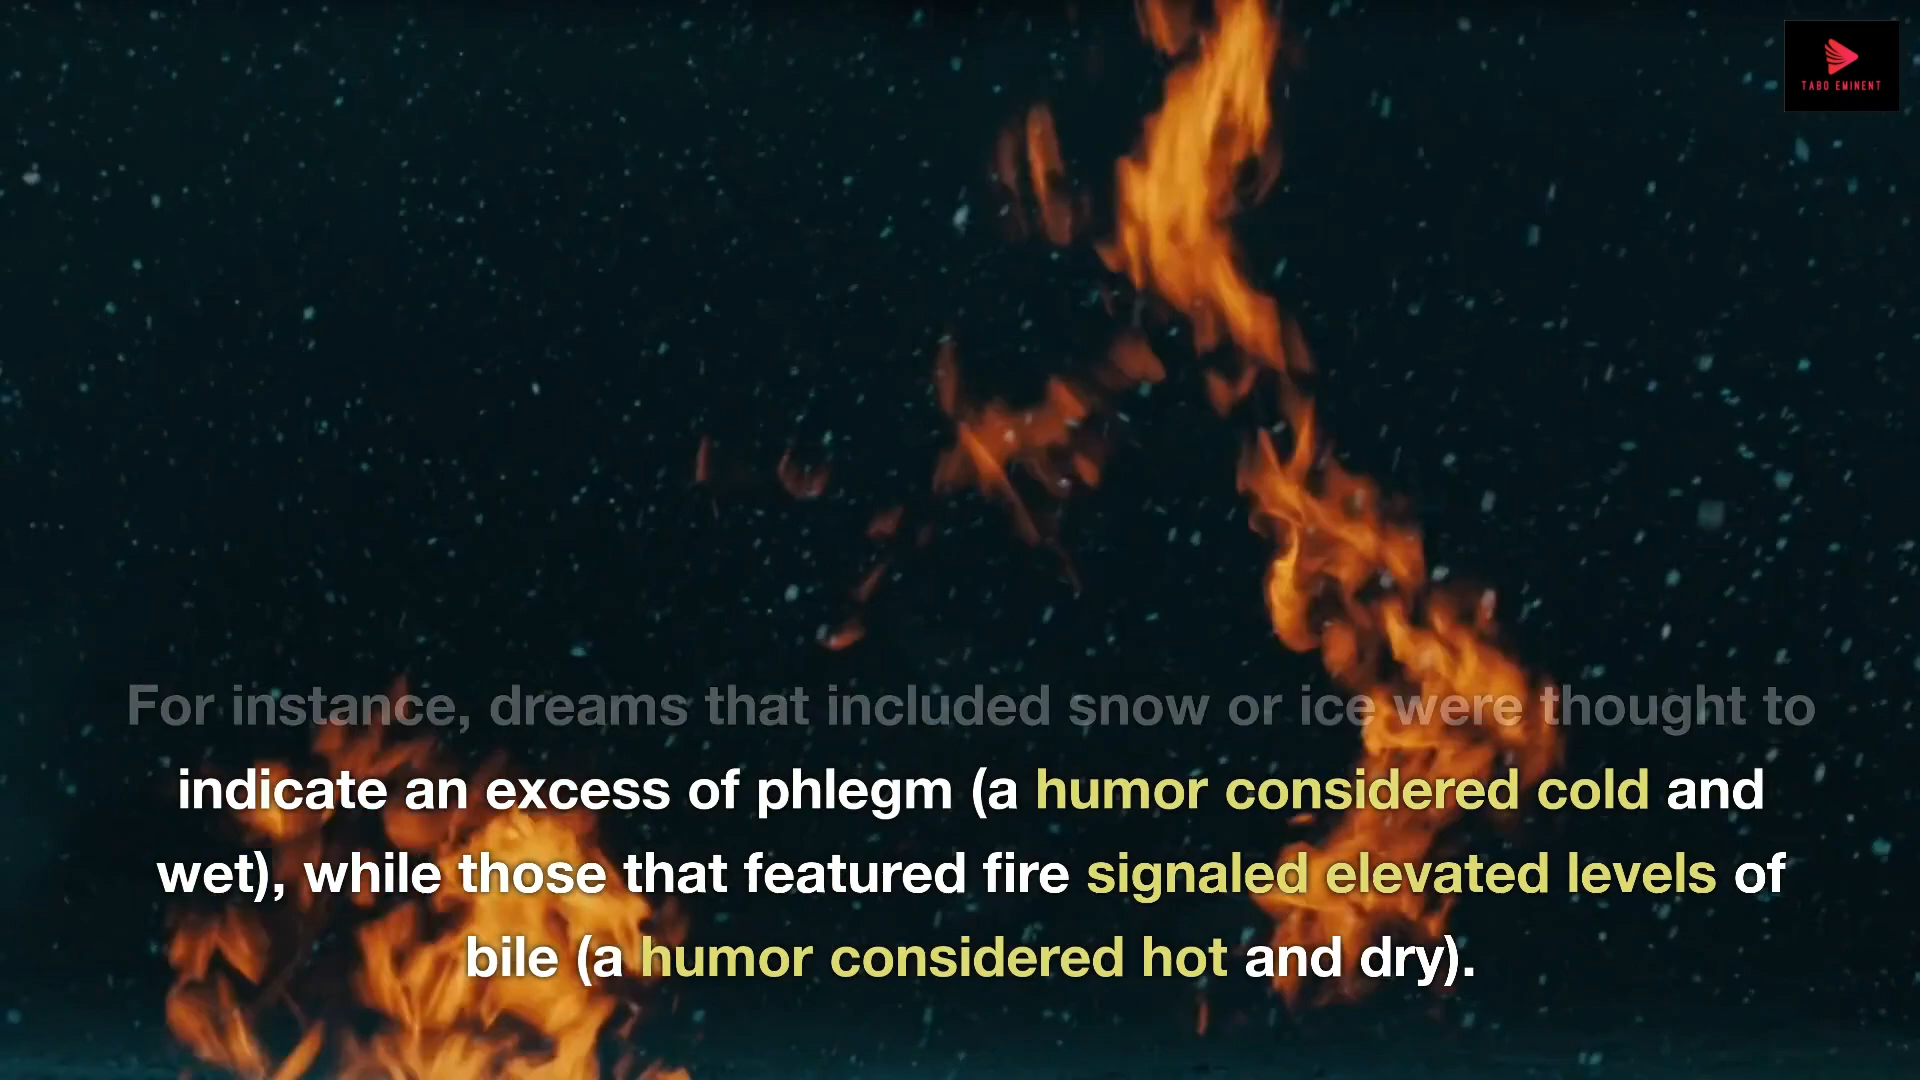 TABO EMINENT
For instance, dreams that included snow or ice were thought to
indicate an excess of phlegm (a humor considered cold and
wet), while those that featured fire signaled elevated levels of
bile (a humor considered hot and dry).